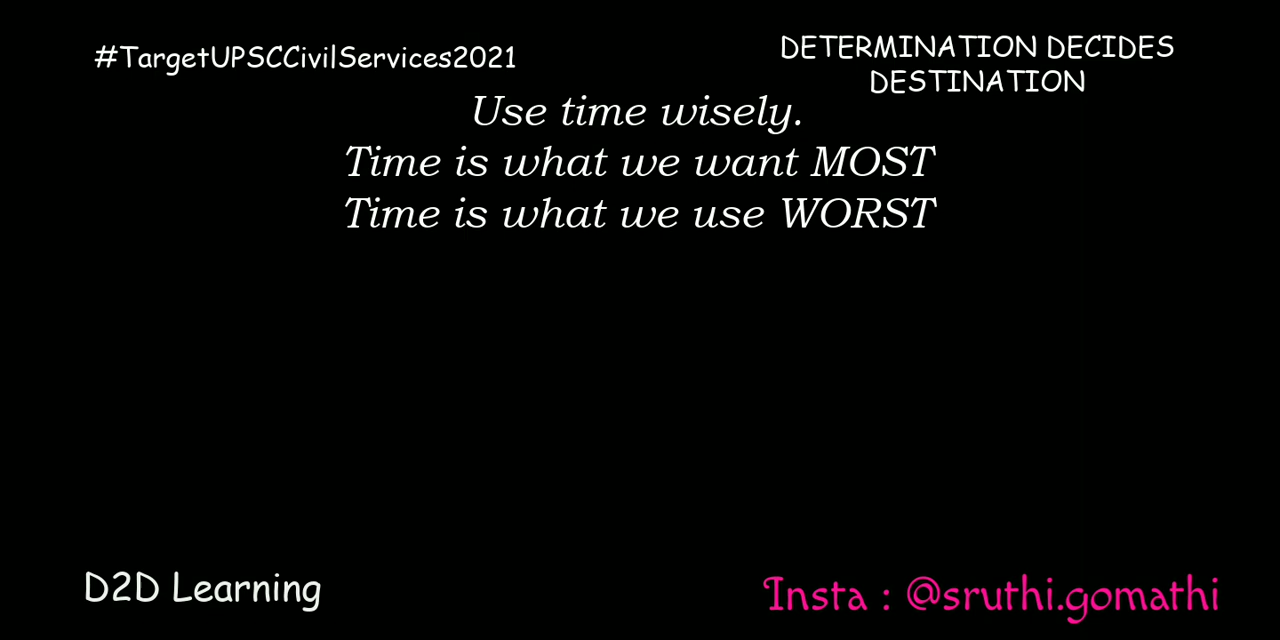 #TargetUPSCCivilServices2021
DETERMINATION DECIDES
DESTINATION
Use time wisely.
Time is what we want MOST
Time is what we use WORST
D2D Learning
Insta : @sruthi.gomathi